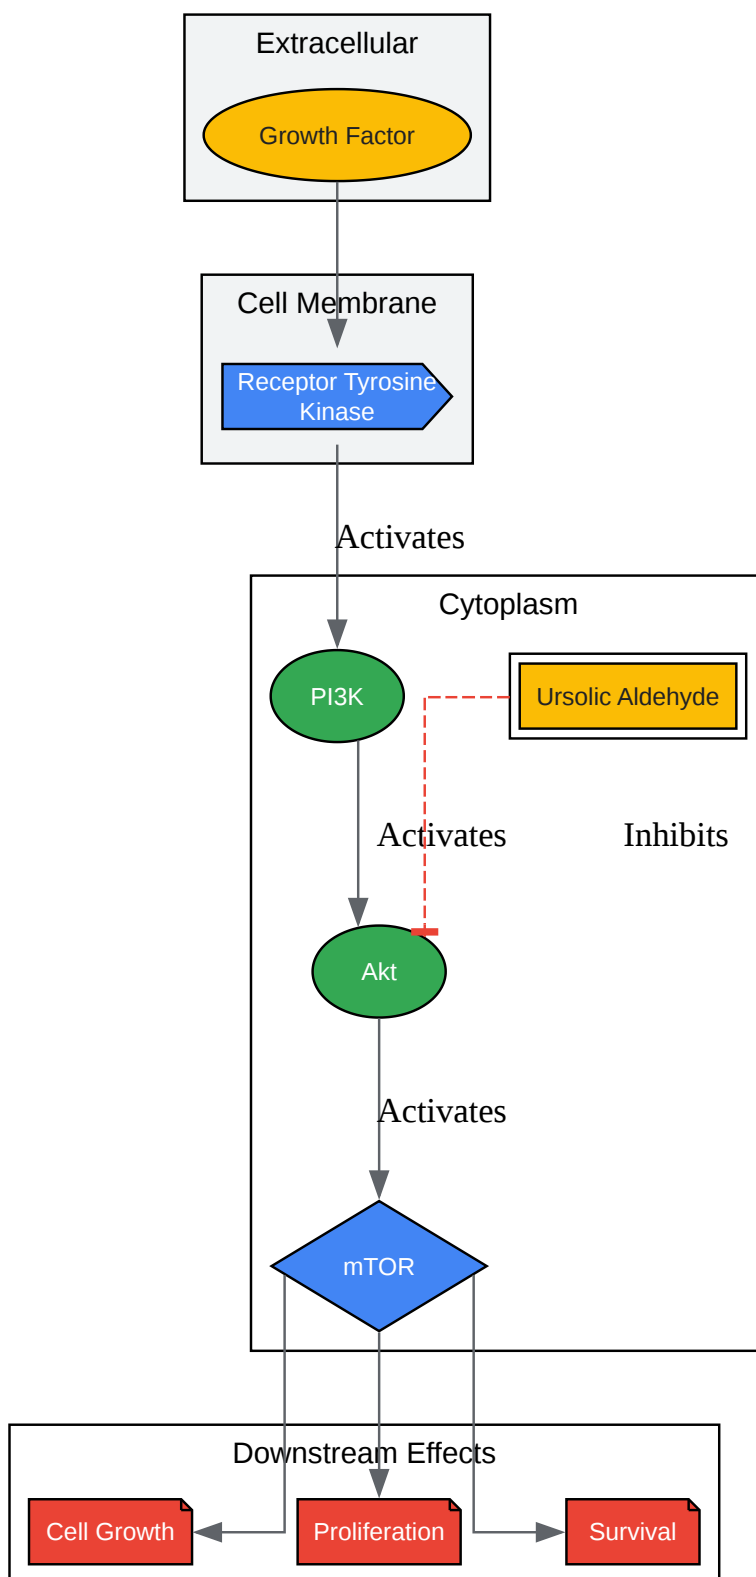 Extracellular
Growth Factor
Cell Membrane
Receptor Tyrosine
Kinase
Activates
Cytoplasm
PI3K
Ursolic Aldehyde
Activates
Inhibits
Akt
Activates
mTOR
Downstream Effects
Cell Growth
Proliferation
Survival